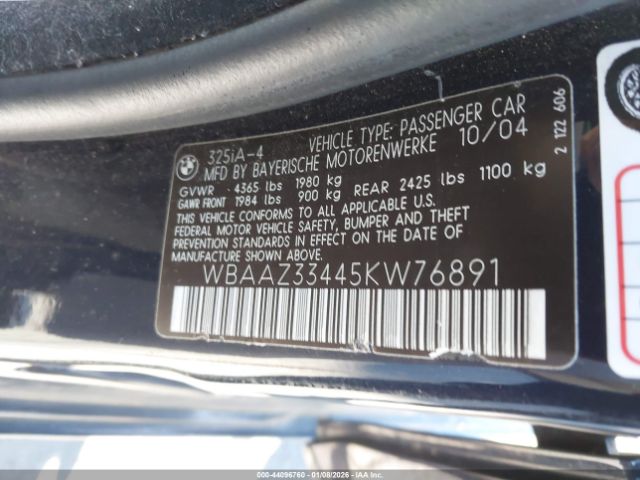 325iA-4 VEHICLE TYPE: PASSENGER CAR
MFD BY BAYERISCHE MOTORENWERKE 10/04
GVWR 4365 lbs 1980 kg
GAWR FRONT 1984 lbs 900 kg REAR 2425 lbs 1100 kg
THIS VEHICLE CONFORMS TO ALL APPLICABLE U.S.
FEDERAL MOTOR VEHICLE SAFETY, BUMPER AND THEFT
PREVENTION STANDARDS IN EFFECT ON THE DATE OF
MANUFACTURE SHOWN ABOVE.
WBAAZ33445KW76891
2 122 606
000-44096760 - 01/08/2026 - IAAI.COM